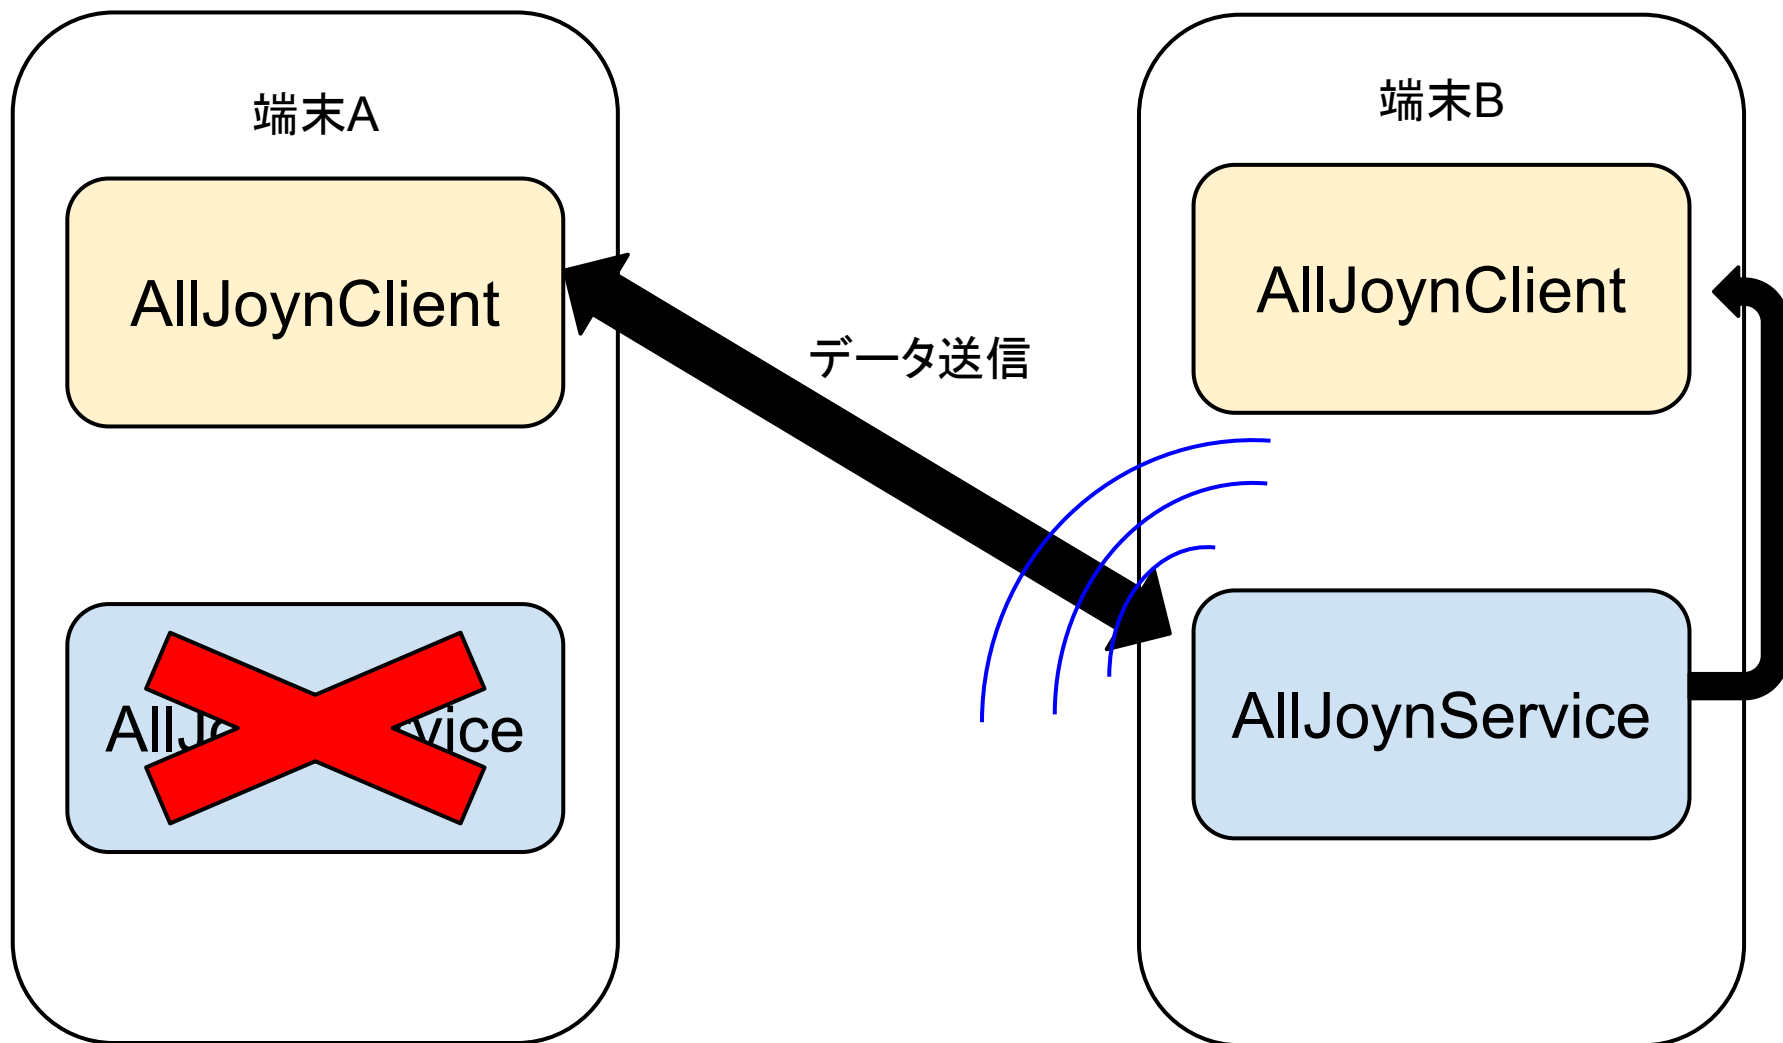 端末A
AllJoynClient
データ送信
端末B
AllJoynClient
AllJoynService